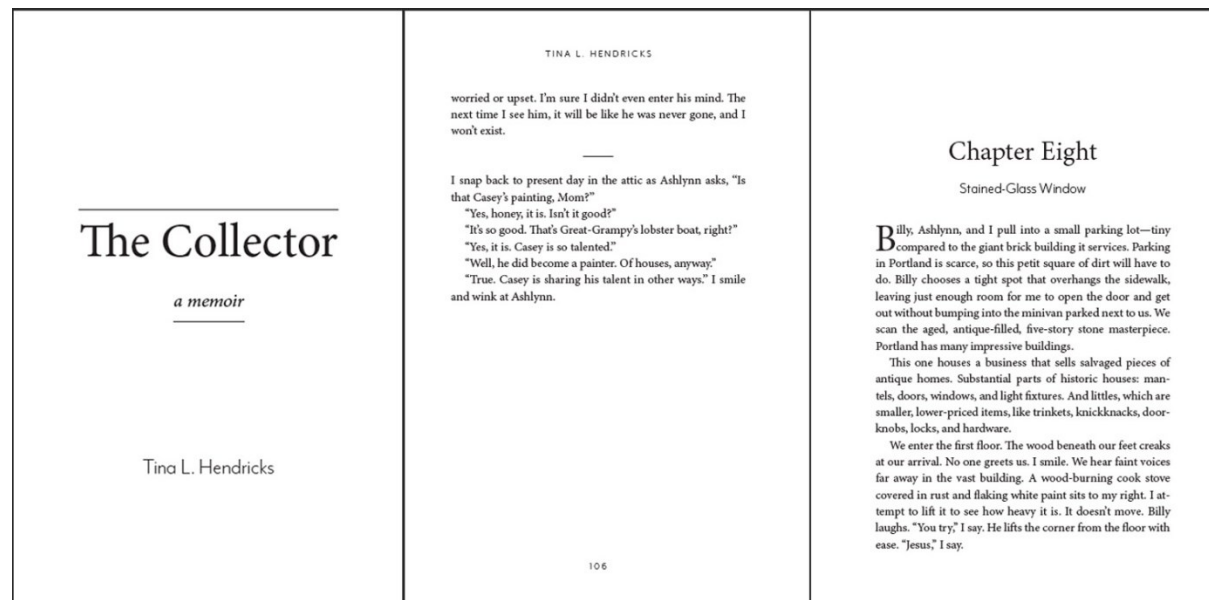 The Collector
a memoir
Tina L. Hendricks
TINA L. HENDRICKS
worried or upset. I’m sure I didn’t even enter his mind. The
next time I see him, it will be like he was never gone, and I
won’t exist.
I snap back to present day in the attic as Ashlynn asks, “Is
that Casey’s painting, Mom?”
“Yes, honey, it is. Isn’t it good?”
“It’s so good. That’s Great-Grampy’s lobster boat, right?”
“Yes, it is. Casey is so talented.”
“Well, he did become a painter. Of houses, anyway.”
“True. Casey is sharing his talent in other ways.” I smile
and wink at Ashlynn.
106
Chapter Eight
Stained-Glass Window
Billy, Ashlynn, and I pull into a small parking lot—tiny
compared to the giant brick building it services. Parking
in Portland is scarce, so this petit square of dirt will have to
do. Billy chooses a tight spot that overhangs the sidewalk,
leaving just enough room for me to open the door and get
out without bumping into the minivan parked next to us. We
scan the aged, antique-filled, five-story stone masterpiece.
Portland has many impressive buildings.
This one houses a business that sells salvaged pieces of
antique homes. Substantial parts of historic houses: man-
tels, doors, windows, and light fixtures. And littles, which are
smaller, lower-priced items, like trinkets, knickknacks, door-
knobs, locks, and hardware.
We enter the first floor. The wood beneath our feet creaks
at our arrival. No one greets us. I smile. We hear faint voices
far away in the vast building. A wood-burning cook stove
covered in rust and flaking white paint sits to my right. I at-
tempt to lift it to see how heavy it is. It doesn’t move. Billy
laughs. “You try,” I say. He lifts the corner from the floor with
ease. “Jesus,” I say.